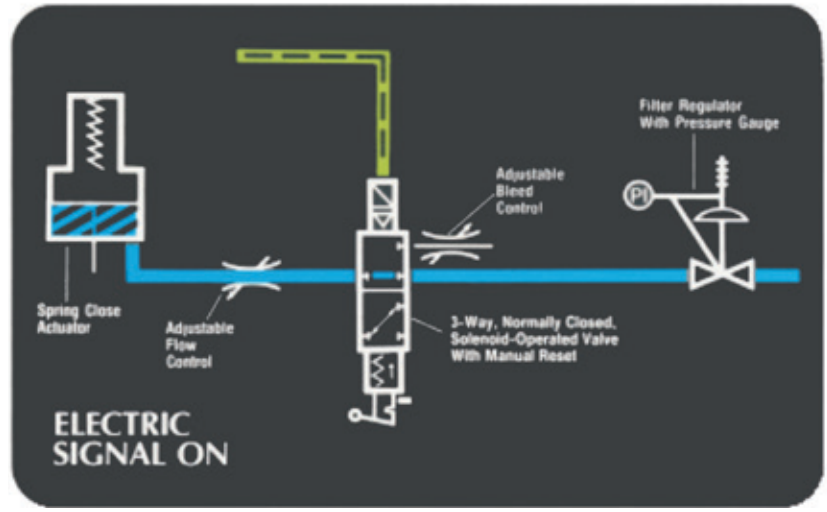 Filter Regulator
With Pressure Gauge
PI
Adjustable
Bleed
Control
Spring Close
Actuator
Adjustable
Flow
Control
3-Way, Normally Closed,
Solenoid-Operated Valve
With Manual Reset
ELECTRIC
SIGNAL ON